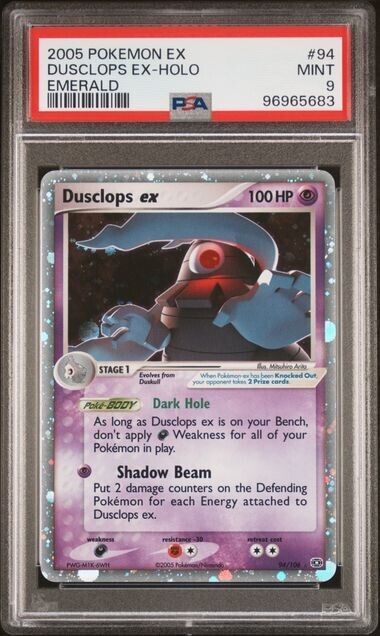 2005 POKEMON EX #94
DUSCLOPS EX-HOLO MINT
EMERALD 9
PSA 96965683
Dusclops ex 100 HP
Illus. Mitsuhiro Arita
STAGE 1 Evolves from Duskull
When Pokémon-ex has been Knocked Out,
your opponent takes 2 Prize cards.
Poké-BODY Dark Hole
As long as Dusclops ex is on your Bench,
don't apply Weakness for all of your
Pokémon in play.
Shadow Beam
Put 2 damage counters on the Defending
Pokémon for each Energy attached to
Dusclops ex.
weakness resistance -30 retreat cost
©2005 Pokémon/Nintendo 94/106